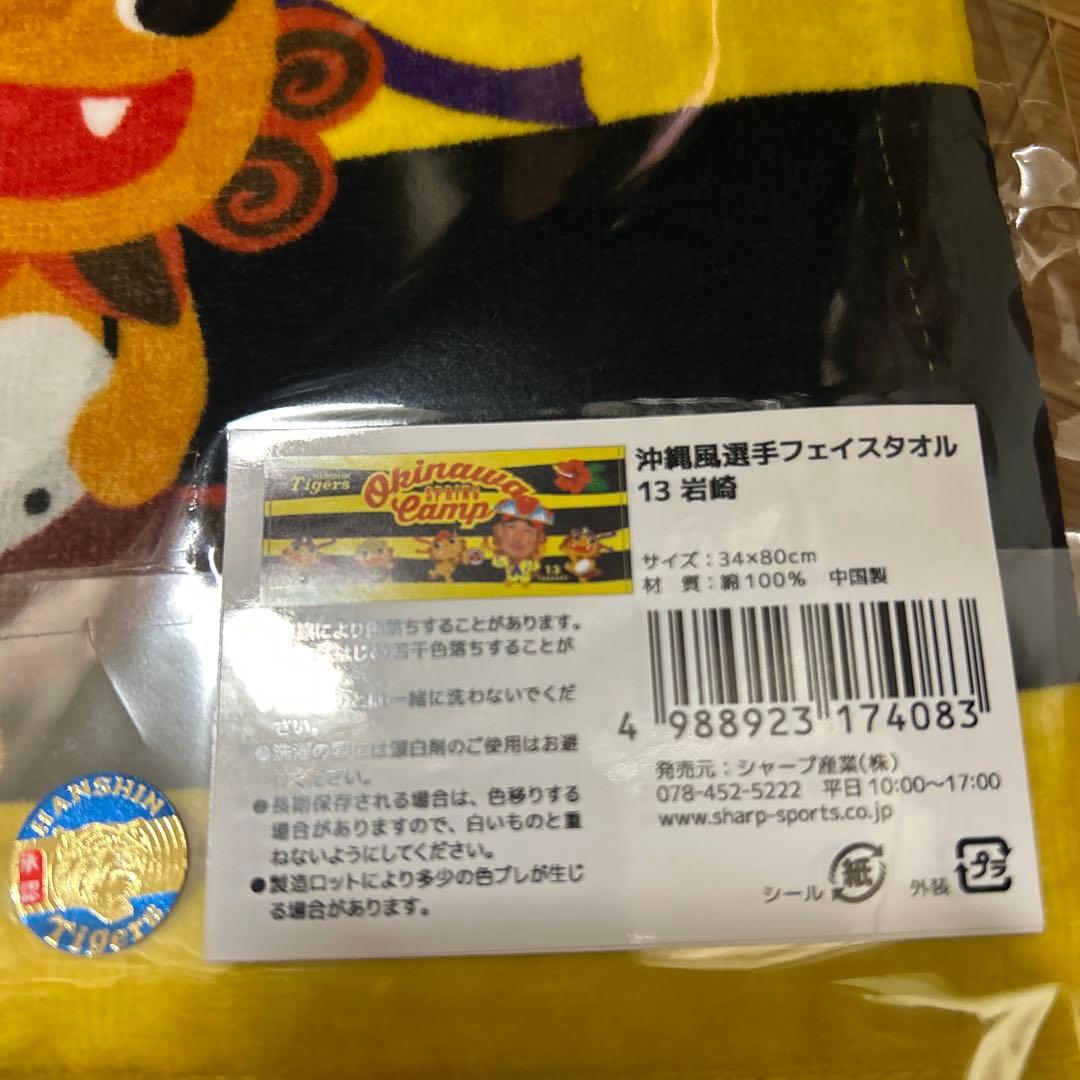 沖縄風選手フェイスタオル
13 岩崎
HANSHIN
Tigers
Okinawa
SPRING
Camp
13
サイズ：34×80cm
材 質：綿100% 中国製
により色落ちすることがあります。
若干色落ちすることが
一緒に洗わないでくだ
さい。
●洗濯の際には漂白剤のご使用はお避
けください。
●長期保存される場合は、色移りする
場合がありますので、白いものと重
ねないようにしてください。
●製造ロットにより多少の色ブレが生じ
る場合があります。
4 988923 174083
発売元：シャープ産業(株)
078-452-5222 平日10:00〜17:00
www.sharp-sports.co.jp
シール 紙 外装 プラ
HANSHIN
Tigers